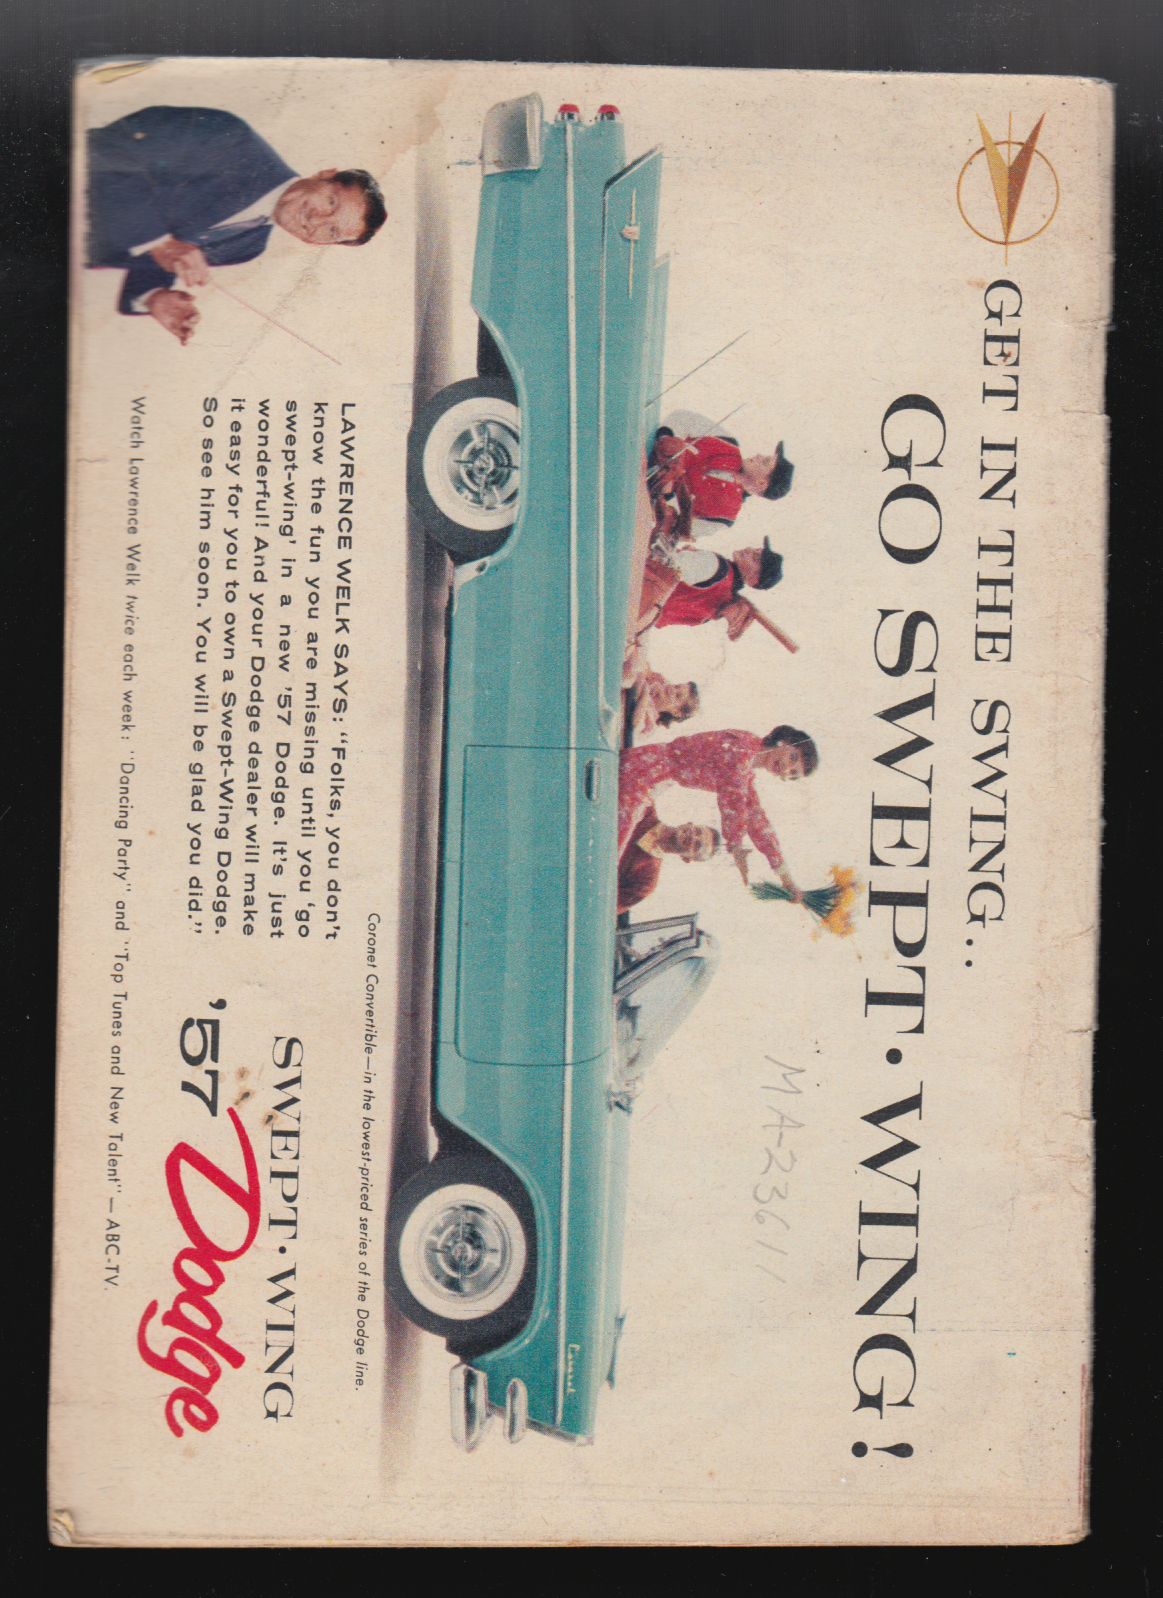 GET IN THE SWING..
GO SWEPT·WING!
MA-2361
Coronet
Coronet Convertible—in the lowest-priced series of the Dodge line.
LAWRENCE WELK SAYS: “Folks, you don't
know the fun you are missing until you ‘go
swept-wing’ in a new ’57 Dodge. It's just
wonderful! And your Dodge dealer will make
it easy for you to own a Swept-Wing Dodge.
So see him soon. You will be glad you did.”
SWEPT·WING
’57 Dodge
Watch Lawrence Welk twice each week: “Dancing Party” and “Top Tunes and New Talent” — ABC-TV.